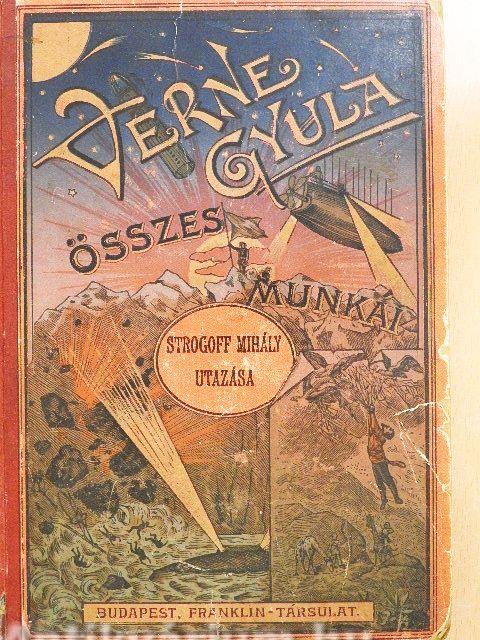 VERNE
GYULA
ÖSSZES
MUNKÁI
STROGOFF MIHÁLY
UTAZÁSA
BUDAPEST, FRANKLIN-TÁRSULAT.